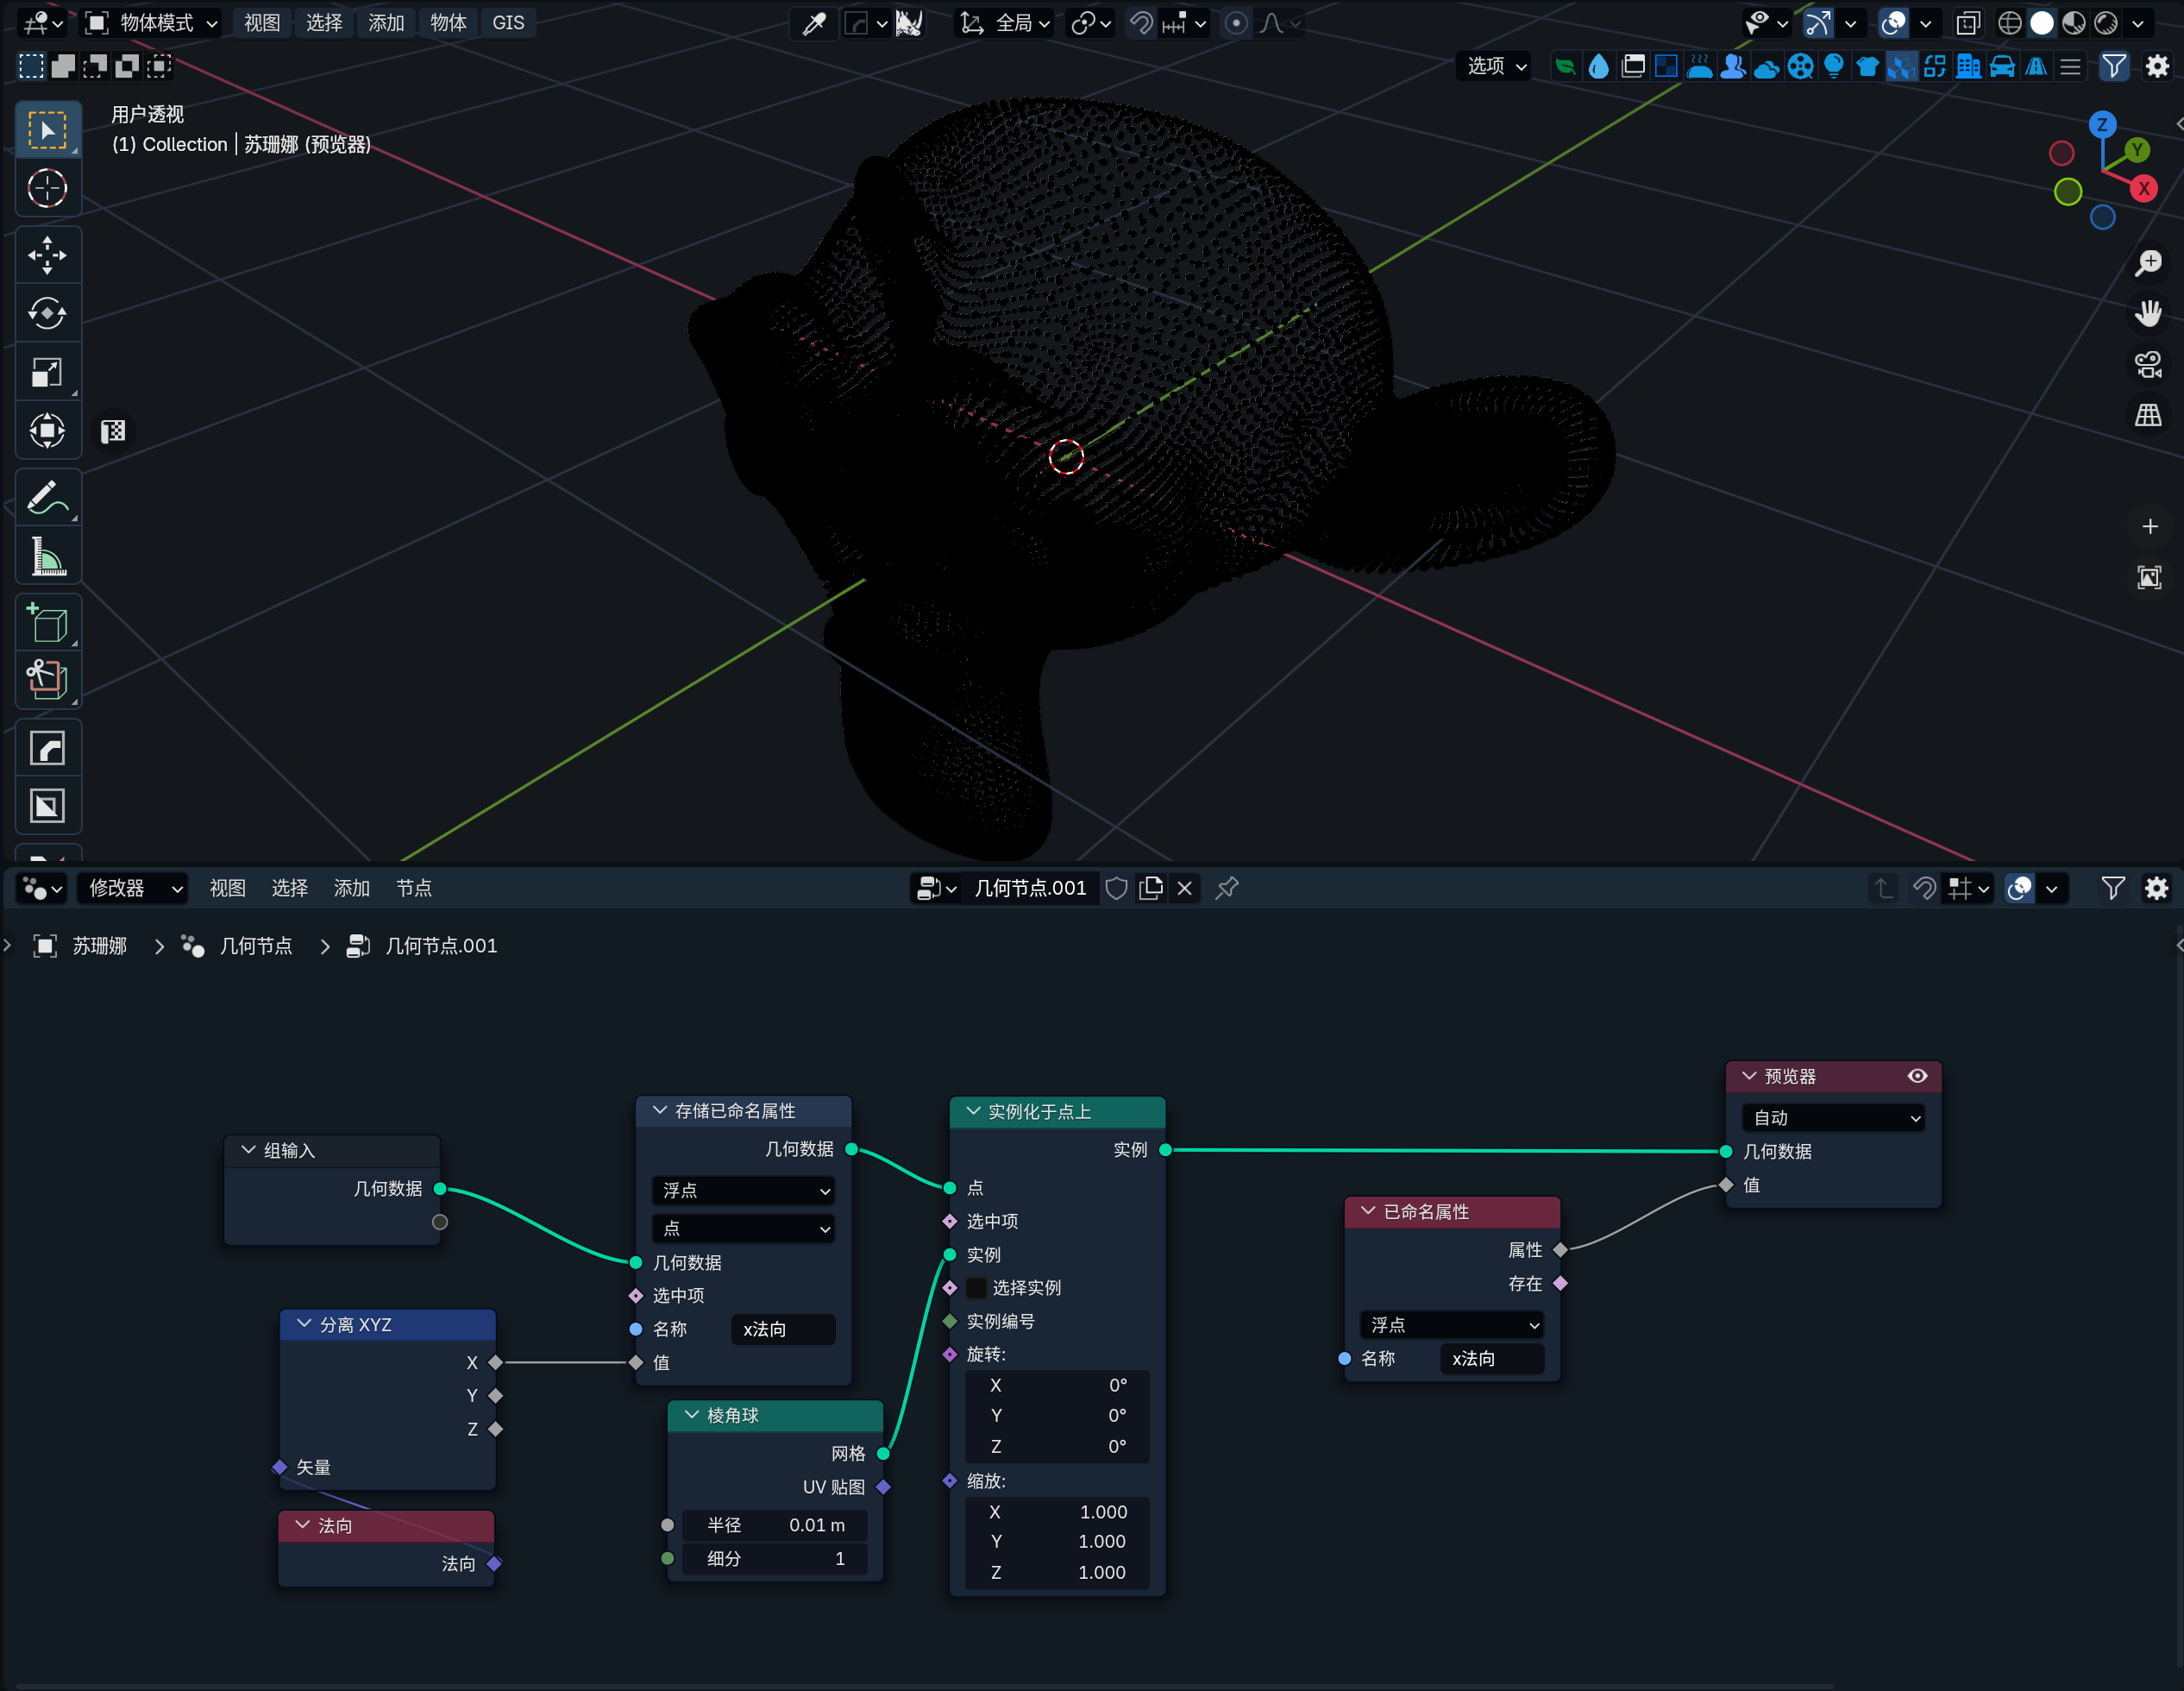 物体模式 视图 选择 添加 物体 GIS 全局
选项
用户透视
(1) Collection | 苏珊娜 (预览器)
Z
Y
X
修改器 视图 选择 添加 节点 几何节点.001
苏珊娜 几何节点 几何节点.001
组输入
几何数据
分离 XYZ
X
Y
Z
矢量
法向
法向
存储已命名属性
几何数据
浮点
点
几何数据
选中项
名称 x法向
值
棱角球
网格
UV 贴图
半径 0.01 m
细分 1
实例化于点上
实例
点
选中项
实例
选择实例
实例编号
旋转:
X 0°
Y 0°
Z 0°
缩放:
X 1.000
Y 1.000
Z 1.000
已命名属性
属性
存在
浮点
名称 x法向
预览器
自动
几何数据
值